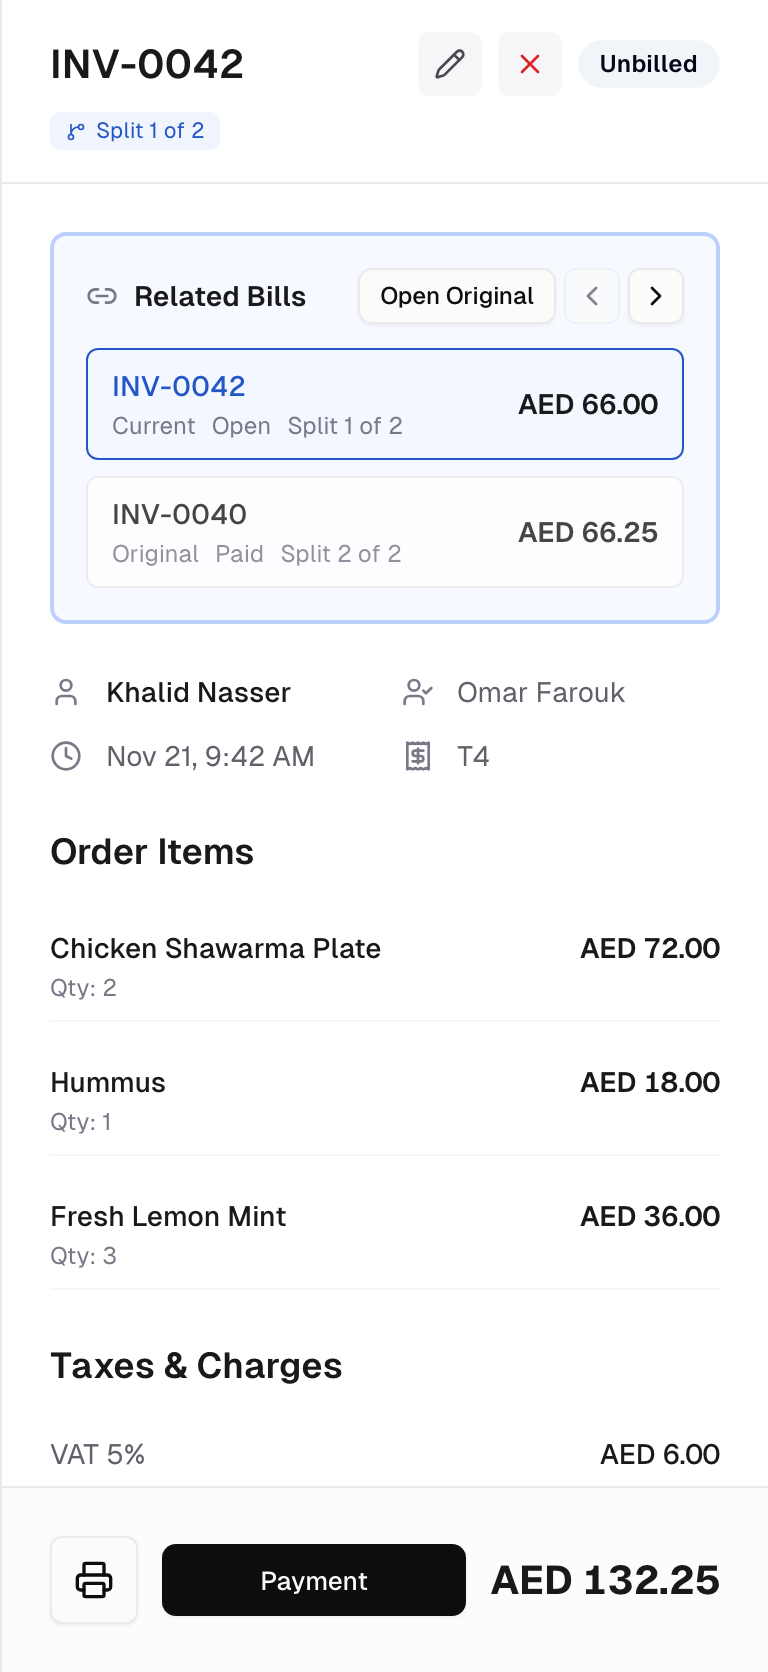 INV-0042
Unbilled
Split 1 of 2
Related Bills
Open Original
INV-0042
Current Open Split 1 of 2
AED 66.00
INV-0040
Original Paid Split 2 of 2
AED 66.25
Khalid Nasser
Omar Farouk
Nov 21, 9:42 AM
T4
Order Items
Chicken Shawarma Plate
AED 72.00
Qty: 2
Hummus
AED 18.00
Qty: 1
Fresh Lemon Mint
AED 36.00
Qty: 3
Taxes & Charges
VAT 5%
AED 6.00
Payment
AED 132.25